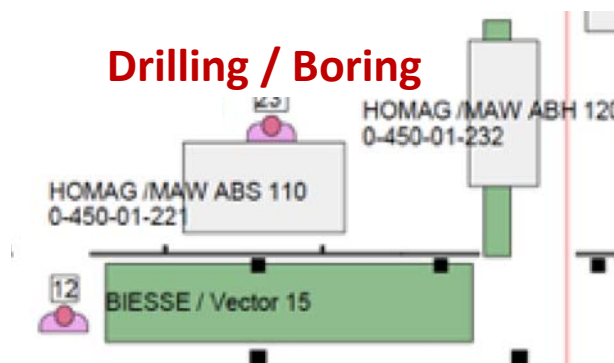 Drilling / Boring
23
HOMAG /MAW ABH 120
0-450-01-232
HOMAG /MAW ABS 110
0-450-01-221
12
BIESSE / Vector 15